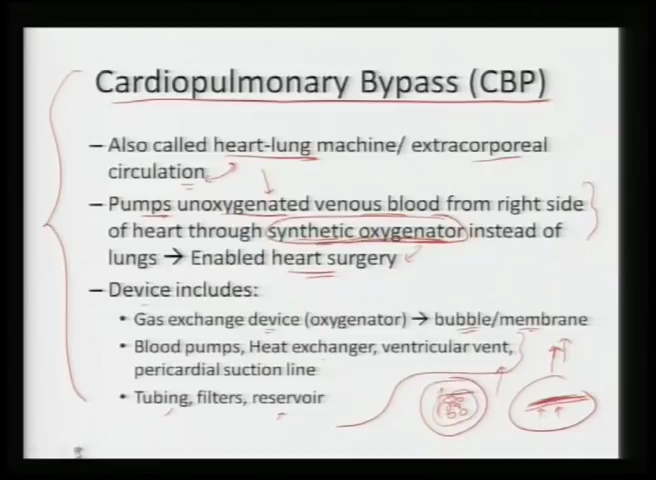 Cardiopulmonary Bypass (CBP)
– Also called heart-lung machine/ extracorporeal
circulation
– Pumps unoxygenated venous blood from right side
of heart through synthetic oxygenator instead of
lungs → Enabled heart surgery
– Device includes:
• Gas exchange device (oxygenator) → bubble/membrane
• Blood pumps, Heat exchanger, ventricular vent,
pericardial suction line
• Tubing, filters, reservoir